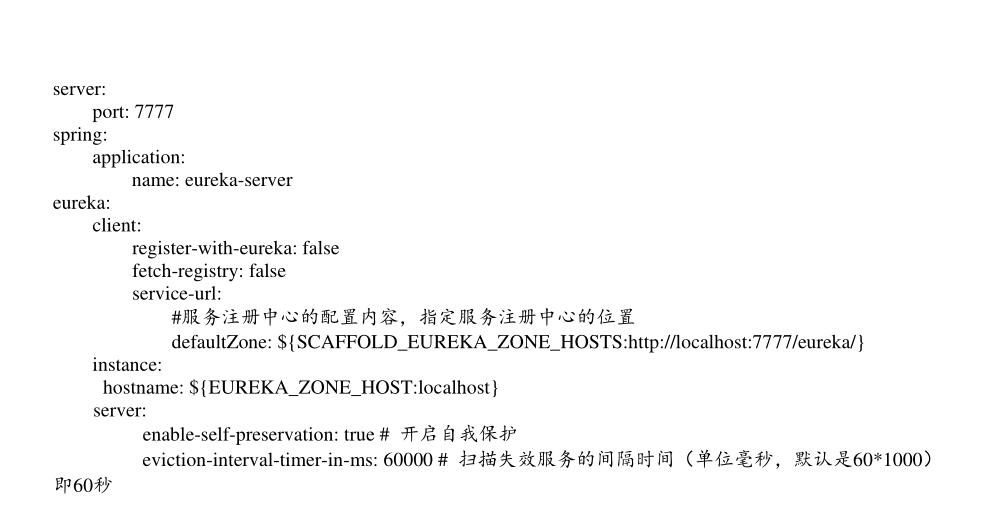 server:
port: 7777
spring:
application:
name: eureka-server
eureka:
client:
register-with-eureka: false
fetch-registry: false
service-url:
#服务注册中心的配置内容，指定服务注册中心的位置
defaultZone: ${SCAFFOLD_EUREKA_ZONE_HOSTS:http://localhost:7777/eureka/}
instance:
hostname: ${EUREKA_ZONE_HOST:localhost}
server:
enable-self-preservation: true # 开启自我保护
eviction-interval-timer-in-ms: 60000 # 扫描失效服务的间隔时间（单位毫秒，默认是60*1000）
即60秒